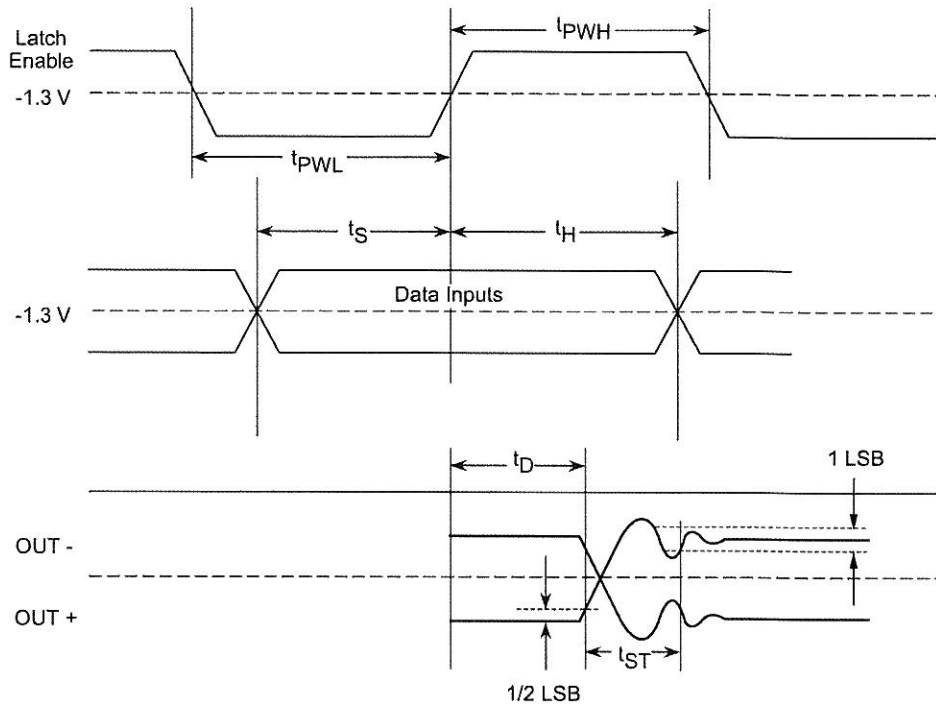 Latch
Enable
tPWH
-1.3 V
tPWL
tS
tH
Data Inputs
-1.3 V
tD
1 LSB
OUT -
OUT +
tST
1/2 LSB